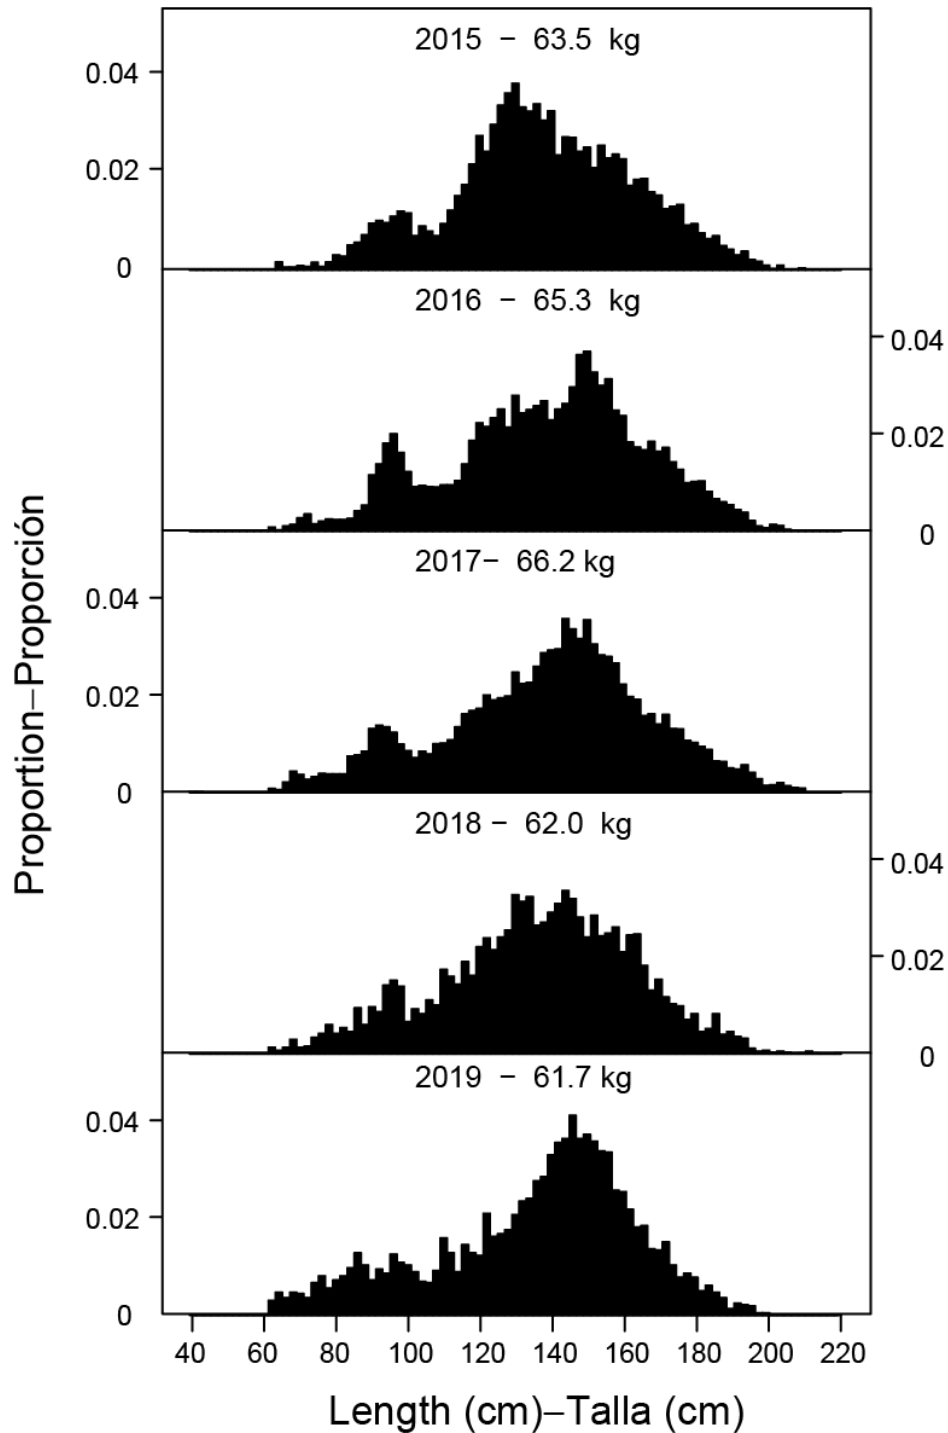 2015 − 63.5 kg
0.04
0.02
0
2016 − 65.3 kg
0.04
0.02
0
2017− 66.2 kg
0.04
0.02
0
2018 − 62.0 kg
0.04
0.02
0
2019 − 61.7 kg
0.04
0.02
0
40 60 80 100 120 140 160 180 200 220
Length (cm)−Talla (cm)
Proportion−Proporción